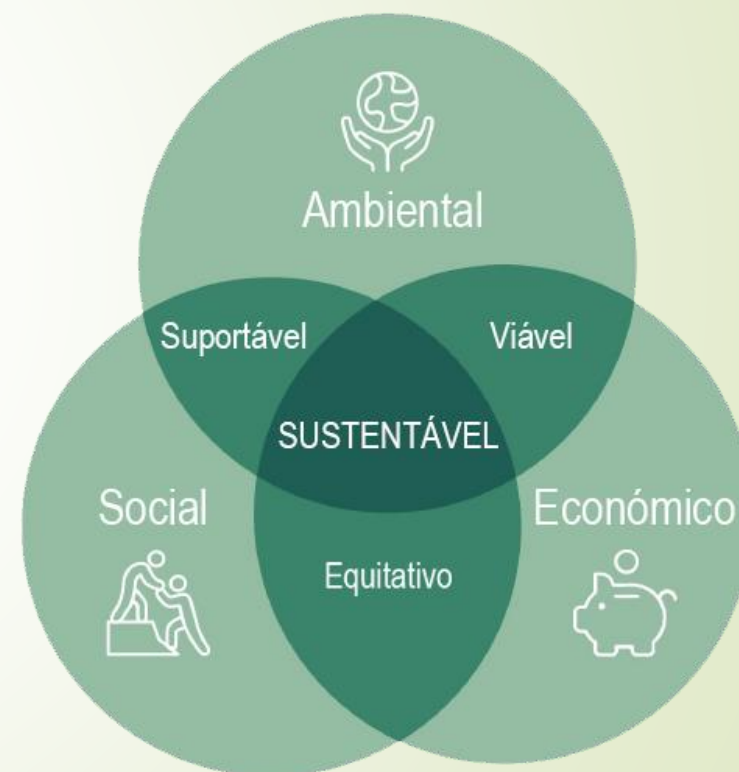 Ambiental
Suportável
Viável
SUSTENTÁVEL
Social
Económico
Equitativo